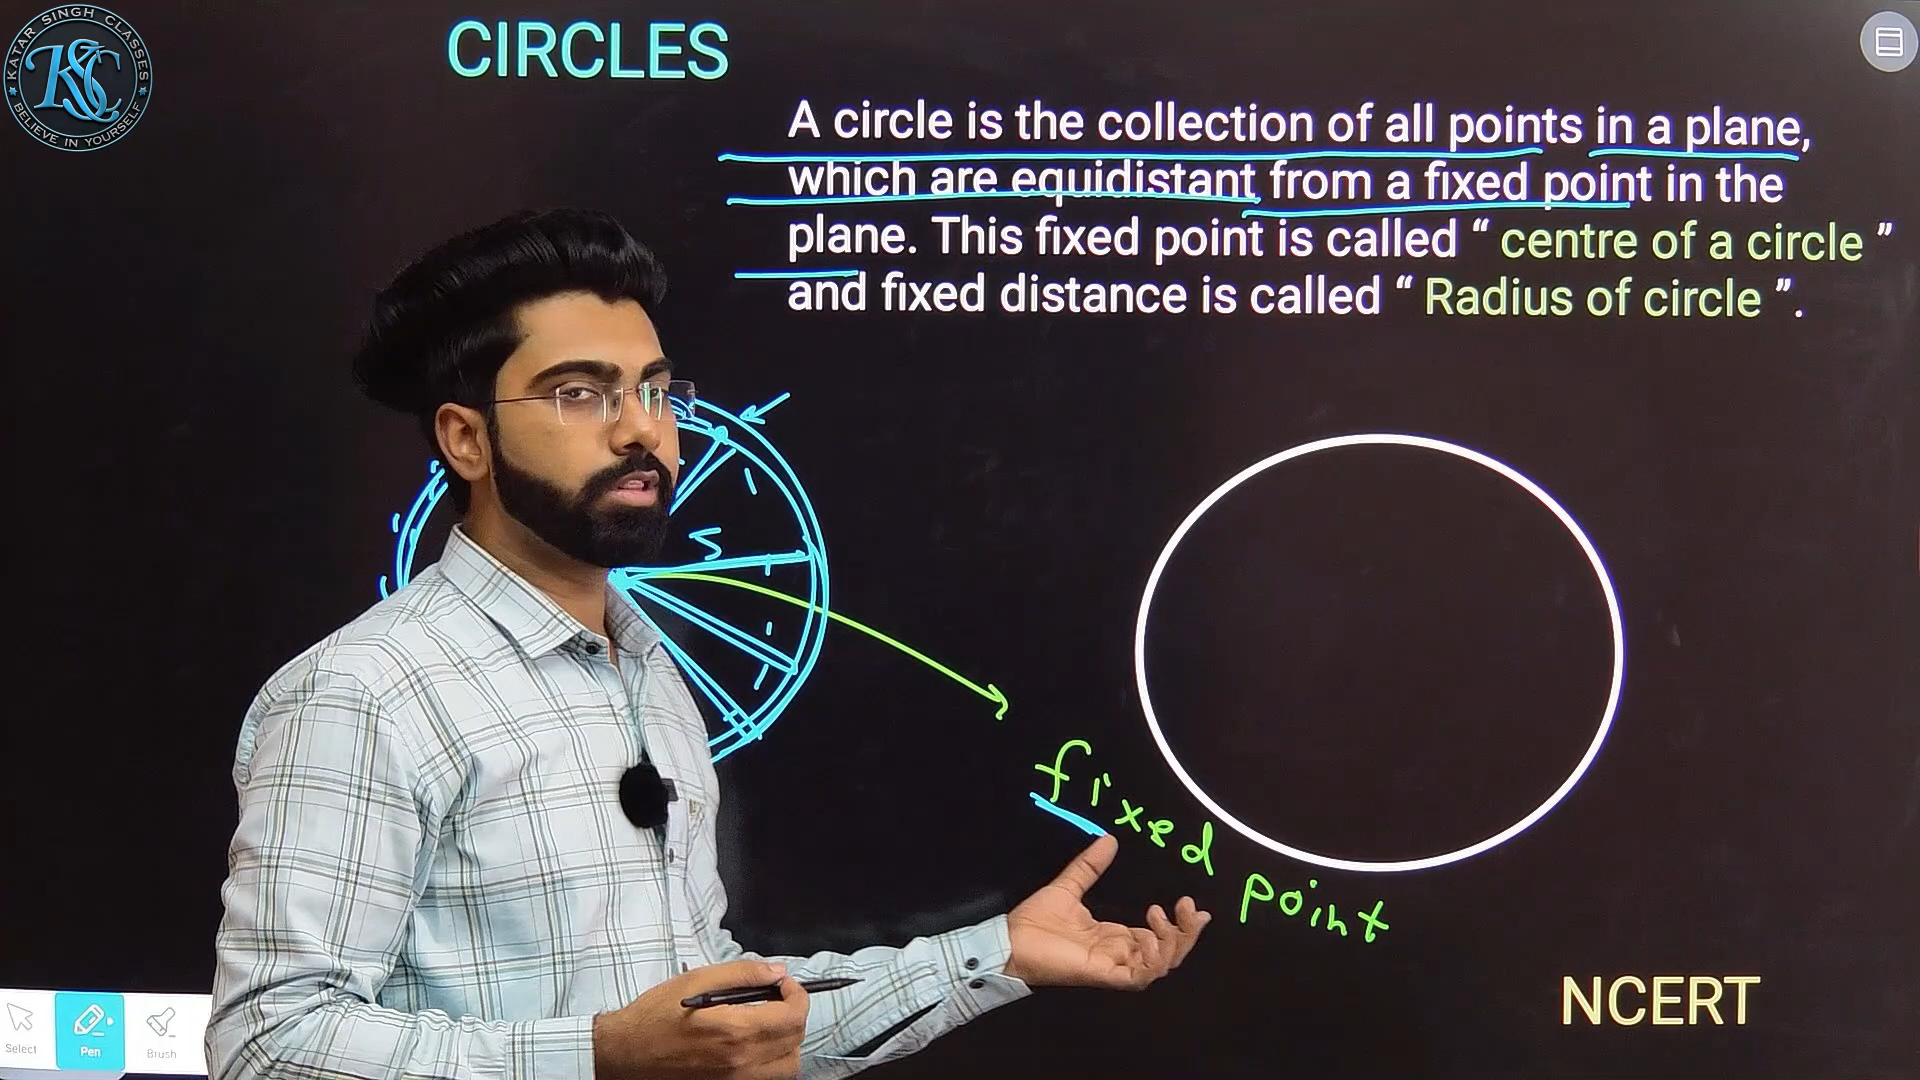 KATAR SINGH CLASSES
KSC
BELIEVE IN YOURSELF
CIRCLES
A circle is the collection of all points in a plane,
which are equidistant from a fixed point in the
plane. This fixed point is called “ centre of a circle ”
and fixed distance is called “ Radius of circle ”.
5
fixed point
NCERT
Select
Pen
Brush